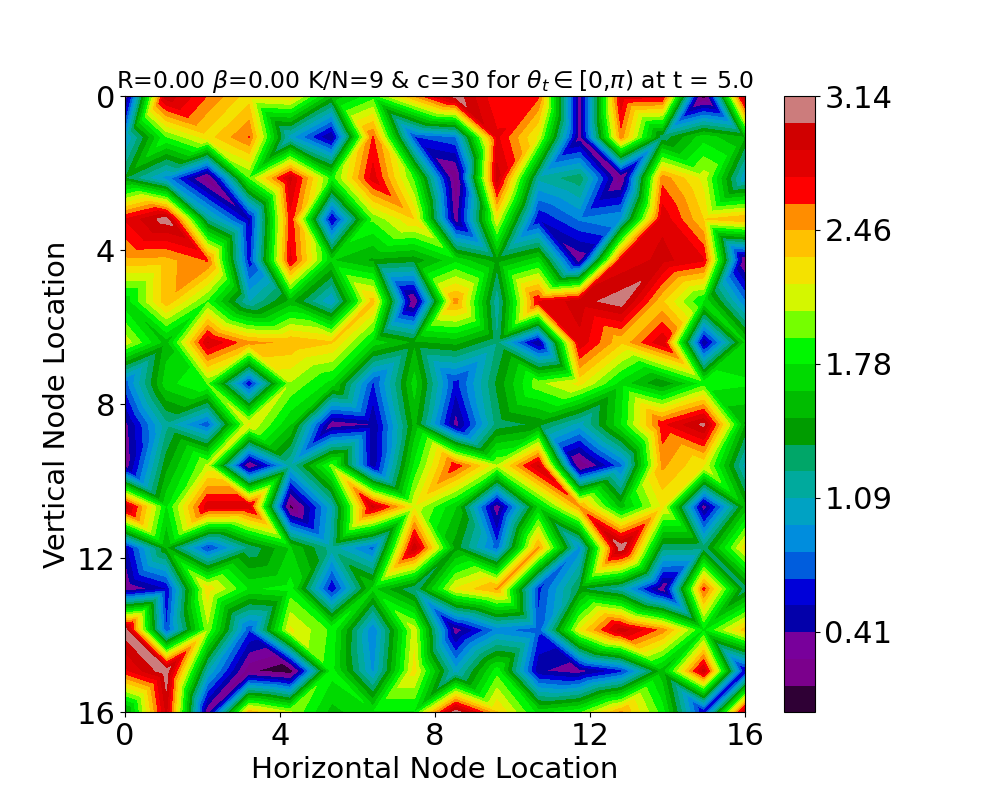 R=0.00 β=0.00 K/N=9 & c=30 for θt ∈ [0,π) at t = 5.0
0
4
8
12
16
Vertical Node Location
0 4 8 12 16
Horizontal Node Location
3.14
2.46
1.78
1.09
0.41